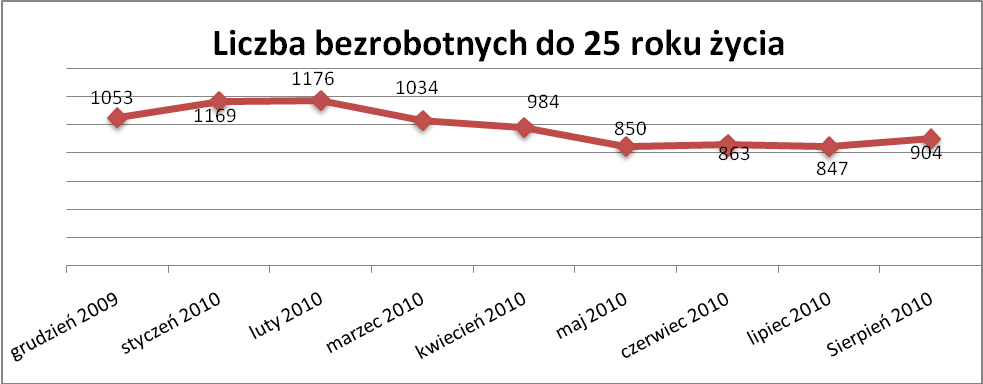 Liczba bezrobotnych do 25 roku życia
1053
1169
1176
1034
984
850
863
847
904
grudzień 2009
styczeń 2010
luty 2010
marzec 2010
kwiecień 2010
maj 2010
czerwiec 2010
lipiec 2010
Sierpień 2010